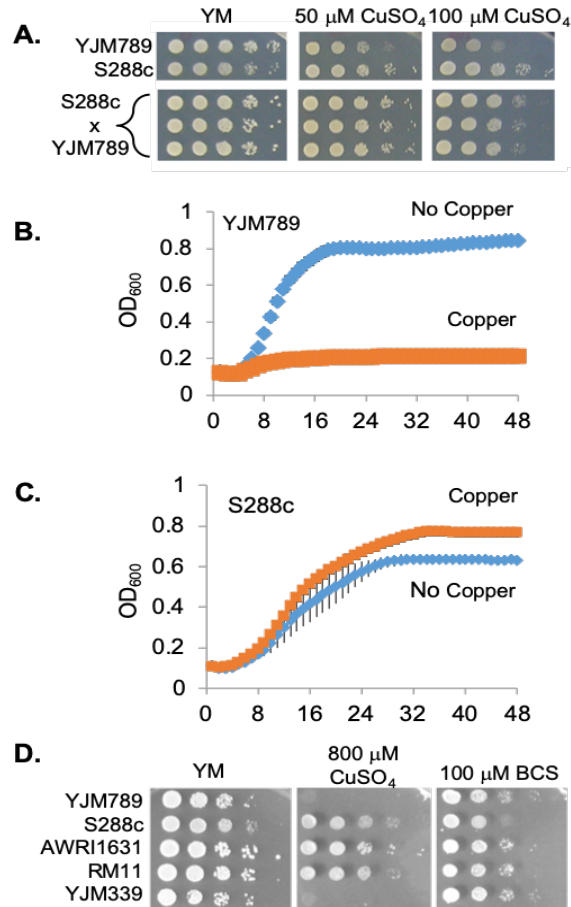 A.
YM 50 μM CuSO₄ 100 μM CuSO₄
YJM789
S288c
S288c
x
YJM789
B.
YJM789
No Copper
Copper
OD₆₀₀
1
0.8
0.6
0.4
0.2
0
0 8 16 24 32 40 48
C.
S288c
Copper
No Copper
OD₆₀₀
1
0.8
0.6
0.4
0.2
0
0 8 16 24 32 40 48
D.
YM 800 μM CuSO₄ 100 μM BCS
YJM789
S288c
AWRI1631
RM11
YJM339